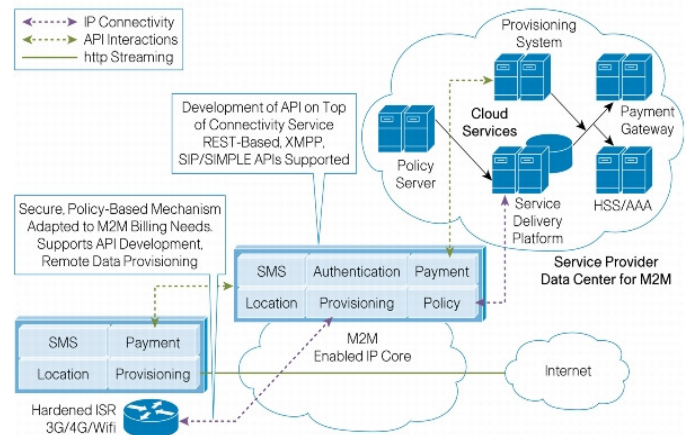 IP Connectivity
API Interactions
http Streaming
Provisioning
System
Development of API on Top
of Connectivity Service
REST-Based, XMPP,
SIP/SIMPLE APIs Supported
Cloud
Services
Payment
Gateway
Policy
Server
Service
Delivery
Platform
HSS/AAA
Service Provider
Data Center for M2M
Secure, Policy-Based Mechanism
Adapted to M2M Billing Needs.
Supports API Development,
Remote Data Provisioning
SMS Authentication Payment
Location Provisioning Policy
M2M
Enabled IP Core
SMS Payment
Location Provisioning
Internet
Hardened ISR
3G/4G/Wifi